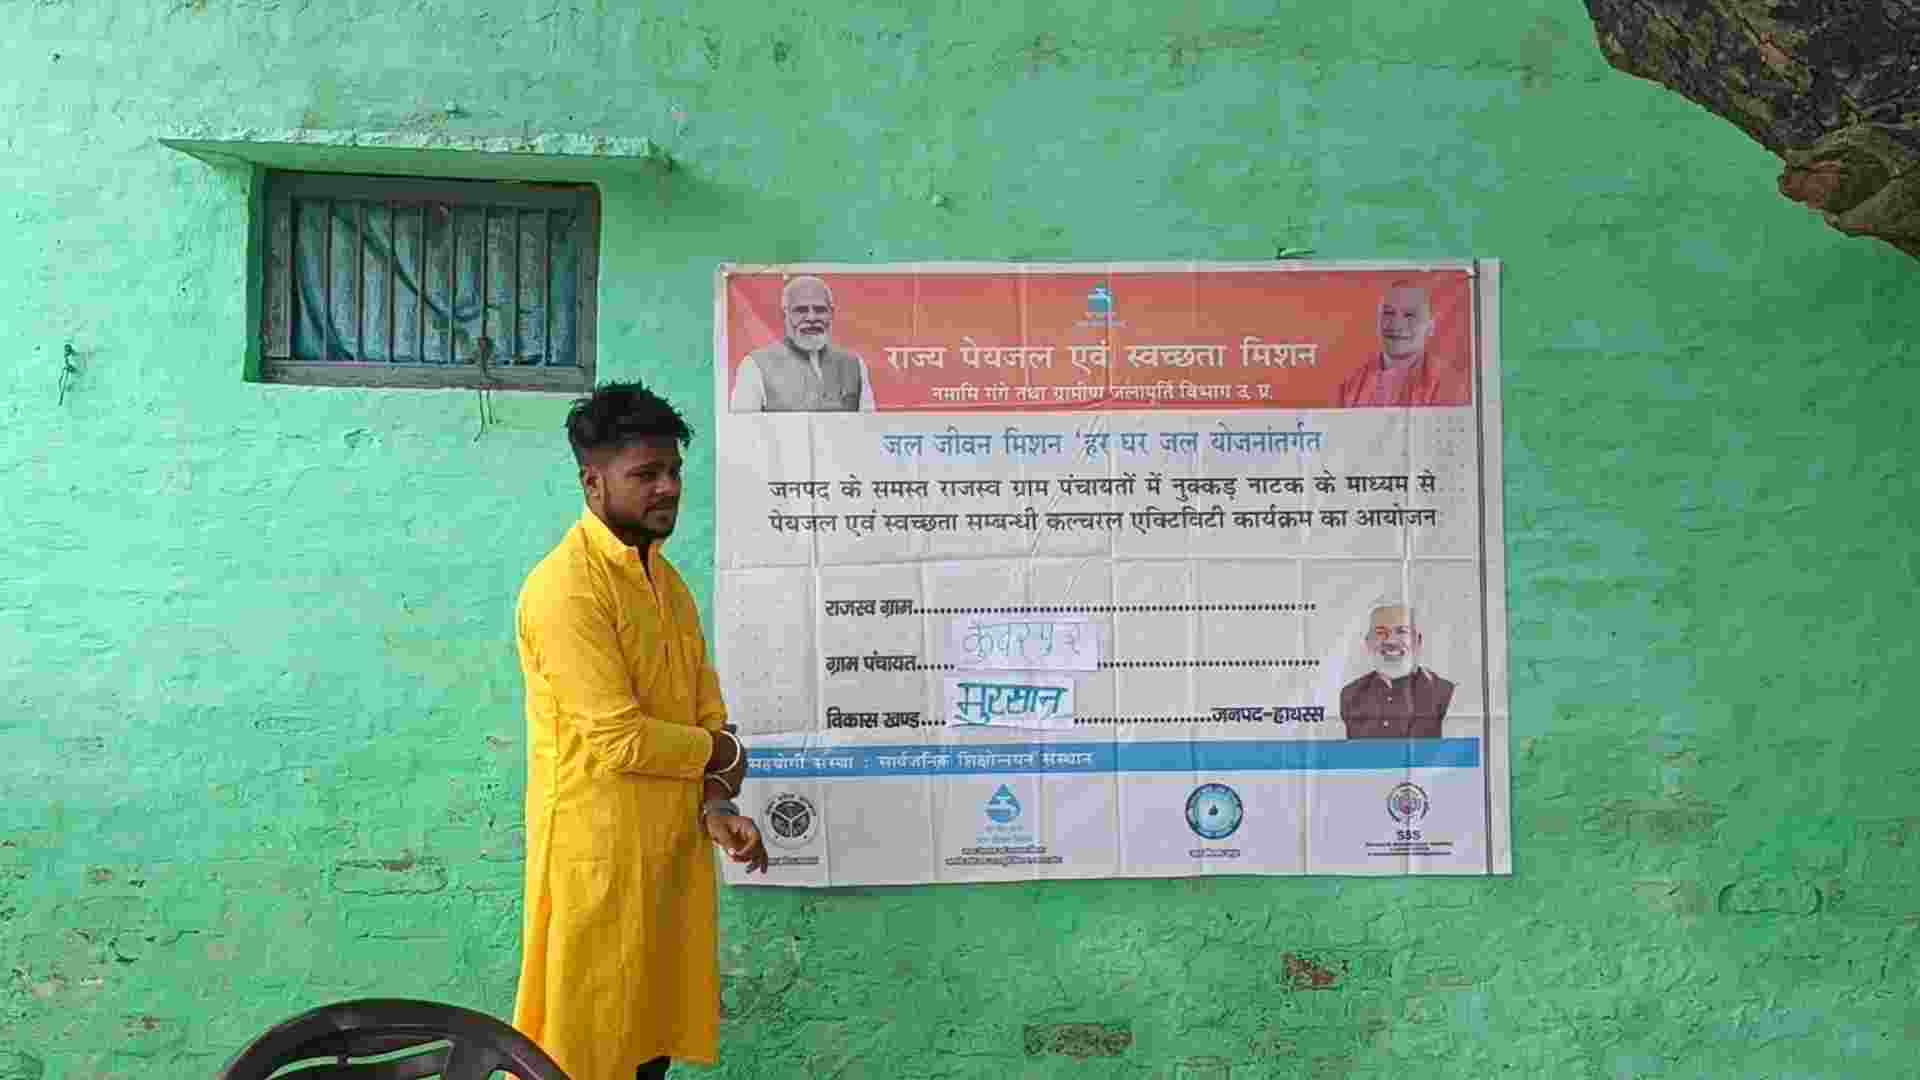 राज्य पेयजल एवं स्वच्छता मिशन
नमामि गंगे तथा ग्रामीण जलापूर्ति विभाग उ. प्र.
जल जीवन मिशन 'हर घर जल योजनांतर्गत
जनपद के समस्त राजस्व ग्राम पंचायतों में नुक्कड़ नाटक के माध्यम से
पेयजल एवं स्वच्छता सम्बन्धी कल्चरल एक्टिविटी कार्यक्रम का आयोजन
राजस्व ग्राम
ग्राम पंचायत...... कुंवरपुर
विकास खण्ड.... मुरसान ....जनपद-हाथरस
सहयोगी संस्था : सार्वजनिक शिक्षोन्नयन संस्थान
SSS